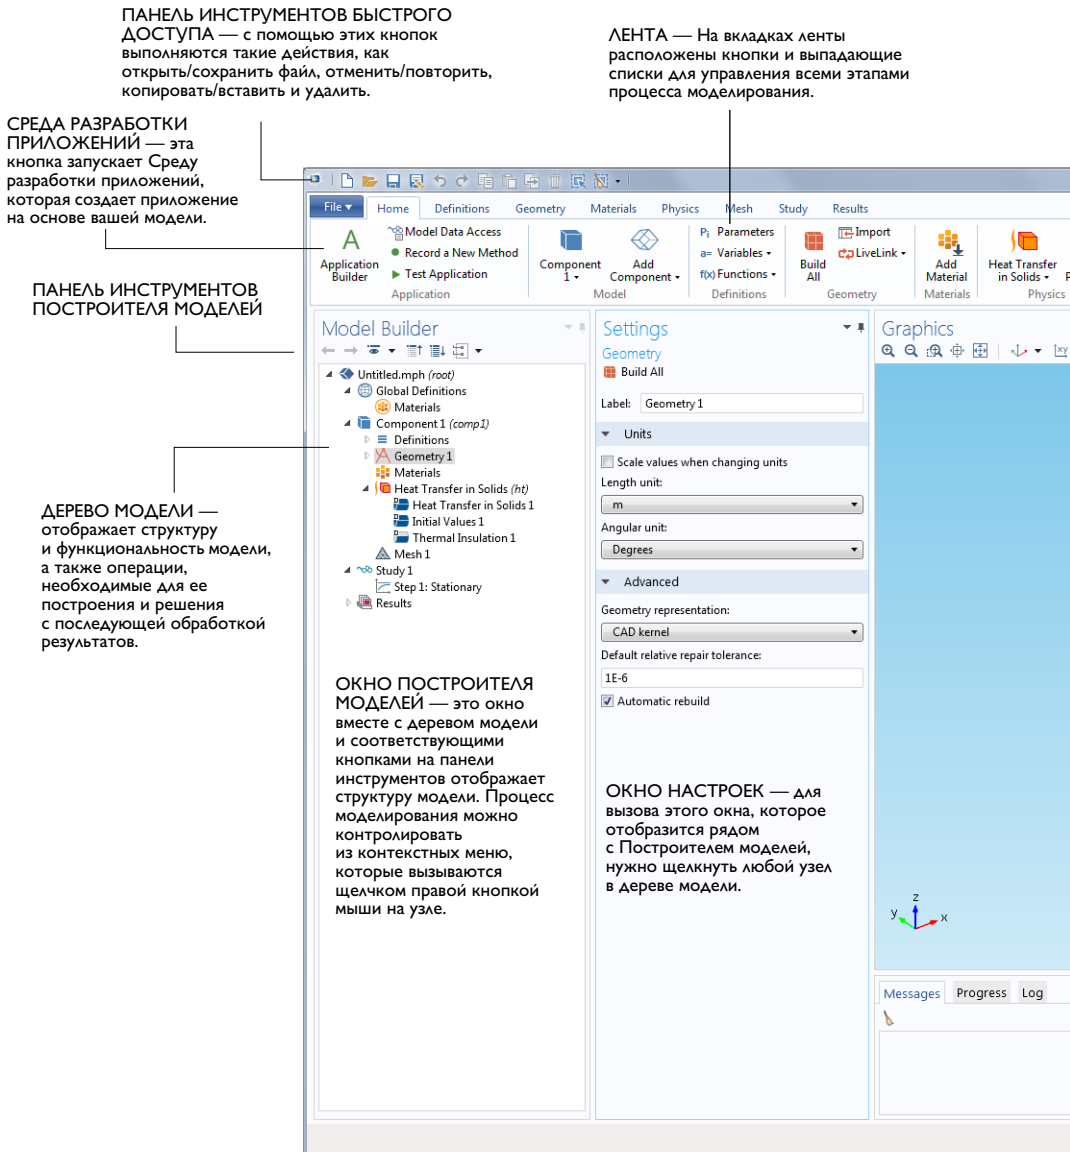 ПАНЕЛЬ ИНСТРУМЕНТОВ БЫСТРОГО
ДОСТУПА — с помощью этих кнопок
выполняются такие действия, как
открыть/сохранить файл, отменить/повторить,
копировать/вставить и удалить.
ЛЕНТА — На вкладках ленты
расположены кнопки и выпадающие
списки для управления всеми этапами
процесса моделирования.
СРЕДА РАЗРАБОТКИ
ПРИЛОЖЕНИЙ — эта
кнопка запускает Среду
разработки приложений,
которая создает приложение
на основе вашей модели.
ПАНЕЛЬ ИНСТРУМЕНТОВ
ПОСТРОИТЕЛЯ МОДЕЛЕЙ
ДЕРЕВО МОДЕЛИ —
отображает структуру
и функциональность модели,
а также операции,
необходимые для ее
построения и решения
с последующей обработкой
результатов.
File Home Definitions Geometry Materials Physics Mesh Study Results
Application
Builder
Model Data Access
Record a New Method
Test Application
Application
Component
1
Add
Component
Model
Pi Parameters
a= Variables
f(x) Functions
Definitions
Build
All
Import
LiveLink
Geometry
Add
Material
Materials
Heat Transfer
in Solids
P
Physics
Model Builder
Untitled.mph (root)
Global Definitions
Materials
Component 1 (comp1)
Definitions
Geometry 1
Materials
Heat Transfer in Solids (ht)
Heat Transfer in Solids 1
Initial Values 1
Thermal Insulation 1
Mesh 1
Study 1
Step 1: Stationary
Results
ОКНО ПОСТРОИТЕЛЯ
МОДЕЛЕЙ — это окно
вместе с деревом модели
и соответствующими
кнопками на панели
инструментов отображает
структуру модели. Процесс
моделирования можно
контролировать
из контекстных меню,
которые вызываются
щелчком правой кнопкой
мыши на узле.
Settings
Geometry
Build All
Label: Geometry 1
Units
Scale values when changing units
Length unit:
m
Angular unit:
Degrees
Advanced
Geometry representation:
CAD kernel
Default relative repair tolerance:
1E-6
Automatic rebuild
ОКНО НАСТРОЕК — для
вызова этого окна, которое
отобразится рядом
с Построителем моделей,
нужно щелкнуть любой узел
в дереве модели.
Graphics
xy
z
y x
Messages Progress Log